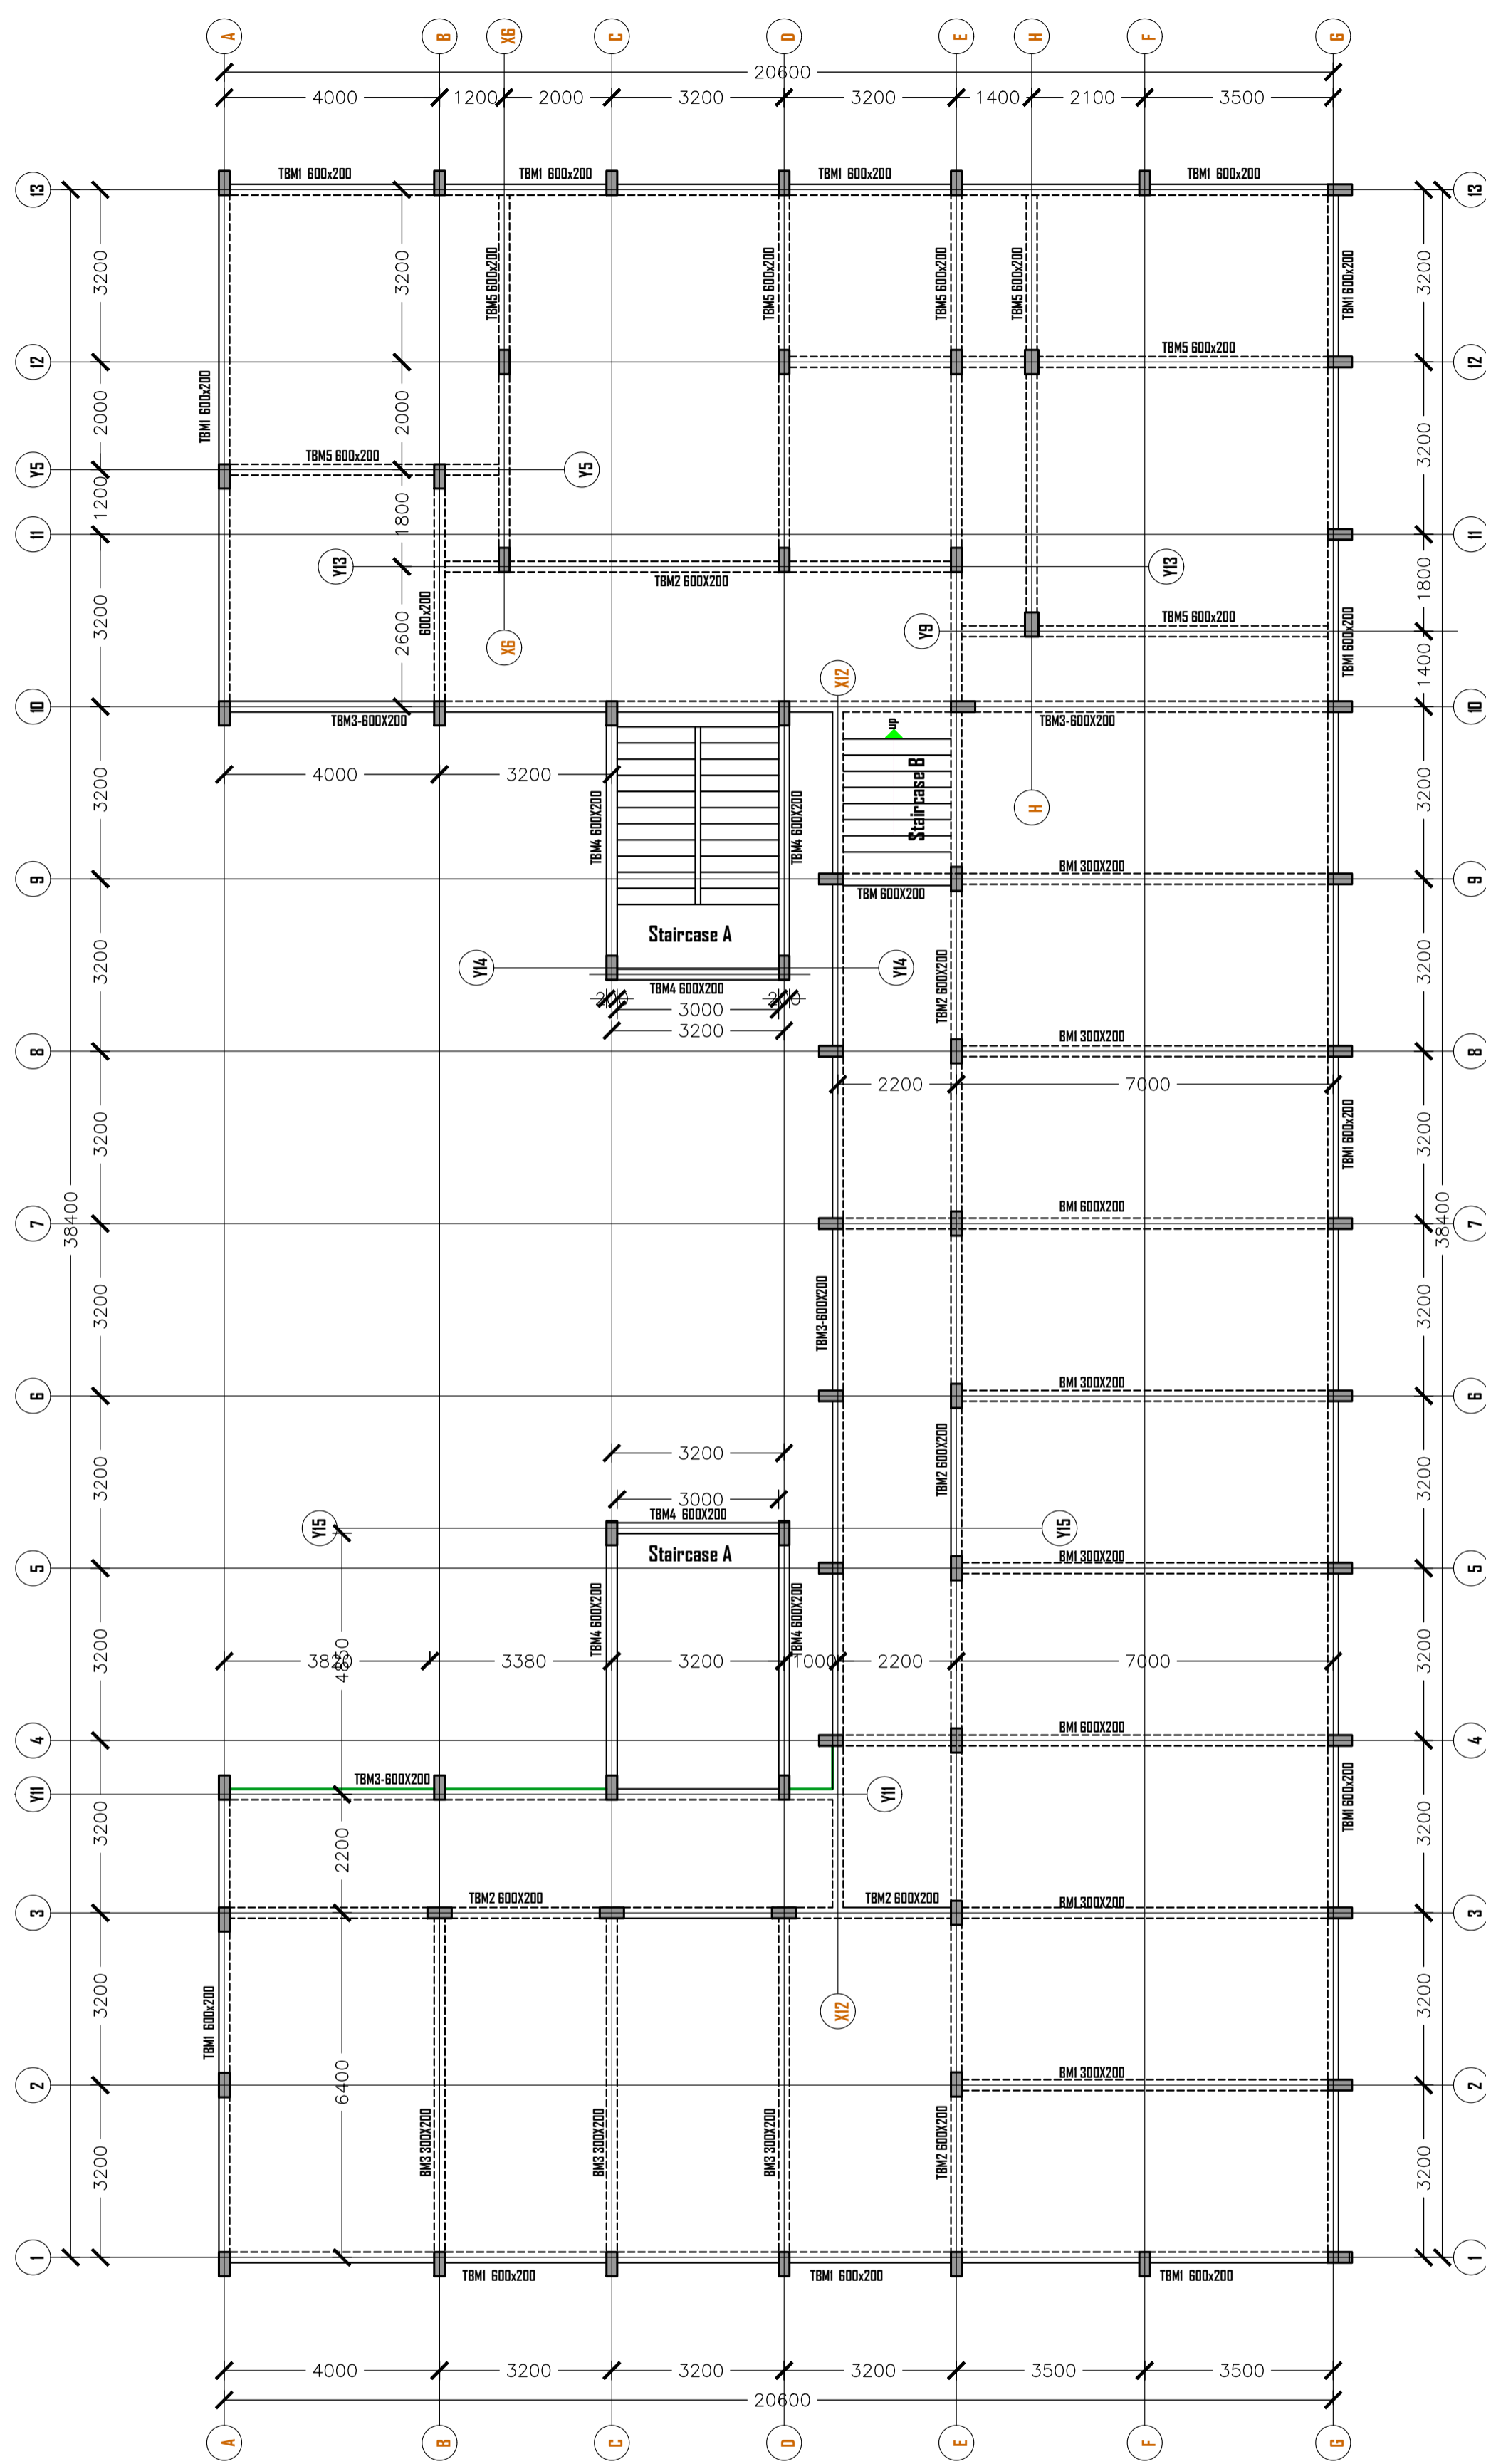 A
B
X6
C
D
E
H
F
G
20600
4000
1200
2000
3200
3200
1400
2100
3500
13
TBM1 600x200
TBM1 600x200
TBM1 600x200
TBM1 600x200
13
3200
3200
TBM5 600x200
TBM5 600x200
TBM5 600x200
TBM5 600x200
TBM1 600x200
3200
12
TBM5 600x200
12
2000
TBM1 600x200
2000
3200
Y5
TBM5 600x200
Y5
1200
1800
11
11
Y13
Y13
TBM2 600X200
1800
3200
600x200
2600
X6
Y9
TBM5 600x200
TBM1 600x200
1400
X12
10
TBM3-600X200
up
TBM3-600X200
10
3200
4000
3200
TBM4 600X200
TBM4 600X200
Staircase B
H
3200
9
BM1 300X200
TBM 600X200
9
3200
Staircase A
Y14
Y14
TBM2 600X200
3200
TBM4 600X200
3000
3200
8
BM1 300X200
8
2200
7000
3200
TBM1 600x200
3200
38400
38400
7
BM1 600X200
7
3200
TBM3-600X200
3200
6
BM1 300X200
6
3200
3200
TBM2 600X200
3200
3000
TBM4 600X200
Y15
Y15
5
Staircase A
BM1 300X200
5
3200
TBM4 600X200
TBM4 600X200
3200
4850
3380
3200
1000
2200
7000
4
BM1 600X200
4
Y11
TBM3-600X200
Y11
3200
2200
TBM1 600x200
3200
3
TBM2 600X200
TBM2 600X200
BM1 300X200
3
3200
TBM1 600x200
X12
3200
2
BM1 300X200
2
6400
3200
BM3 300X200
BM3 300X200
BM3 300X200
TBM2 600X200
3200
1
TBM1 600x200
TBM1 600x200
TBM1 600x200
1
4000
3200
3200
3200
3500
3500
20600
A
B
C
D
E
F
G